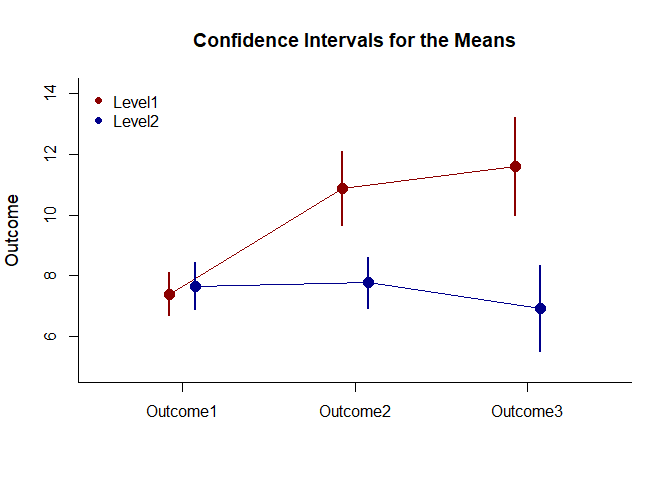 Confidence Intervals for the Means
Outcome
14
12
10
8
6
Level1
Level2
Outcome1
Outcome2
Outcome3